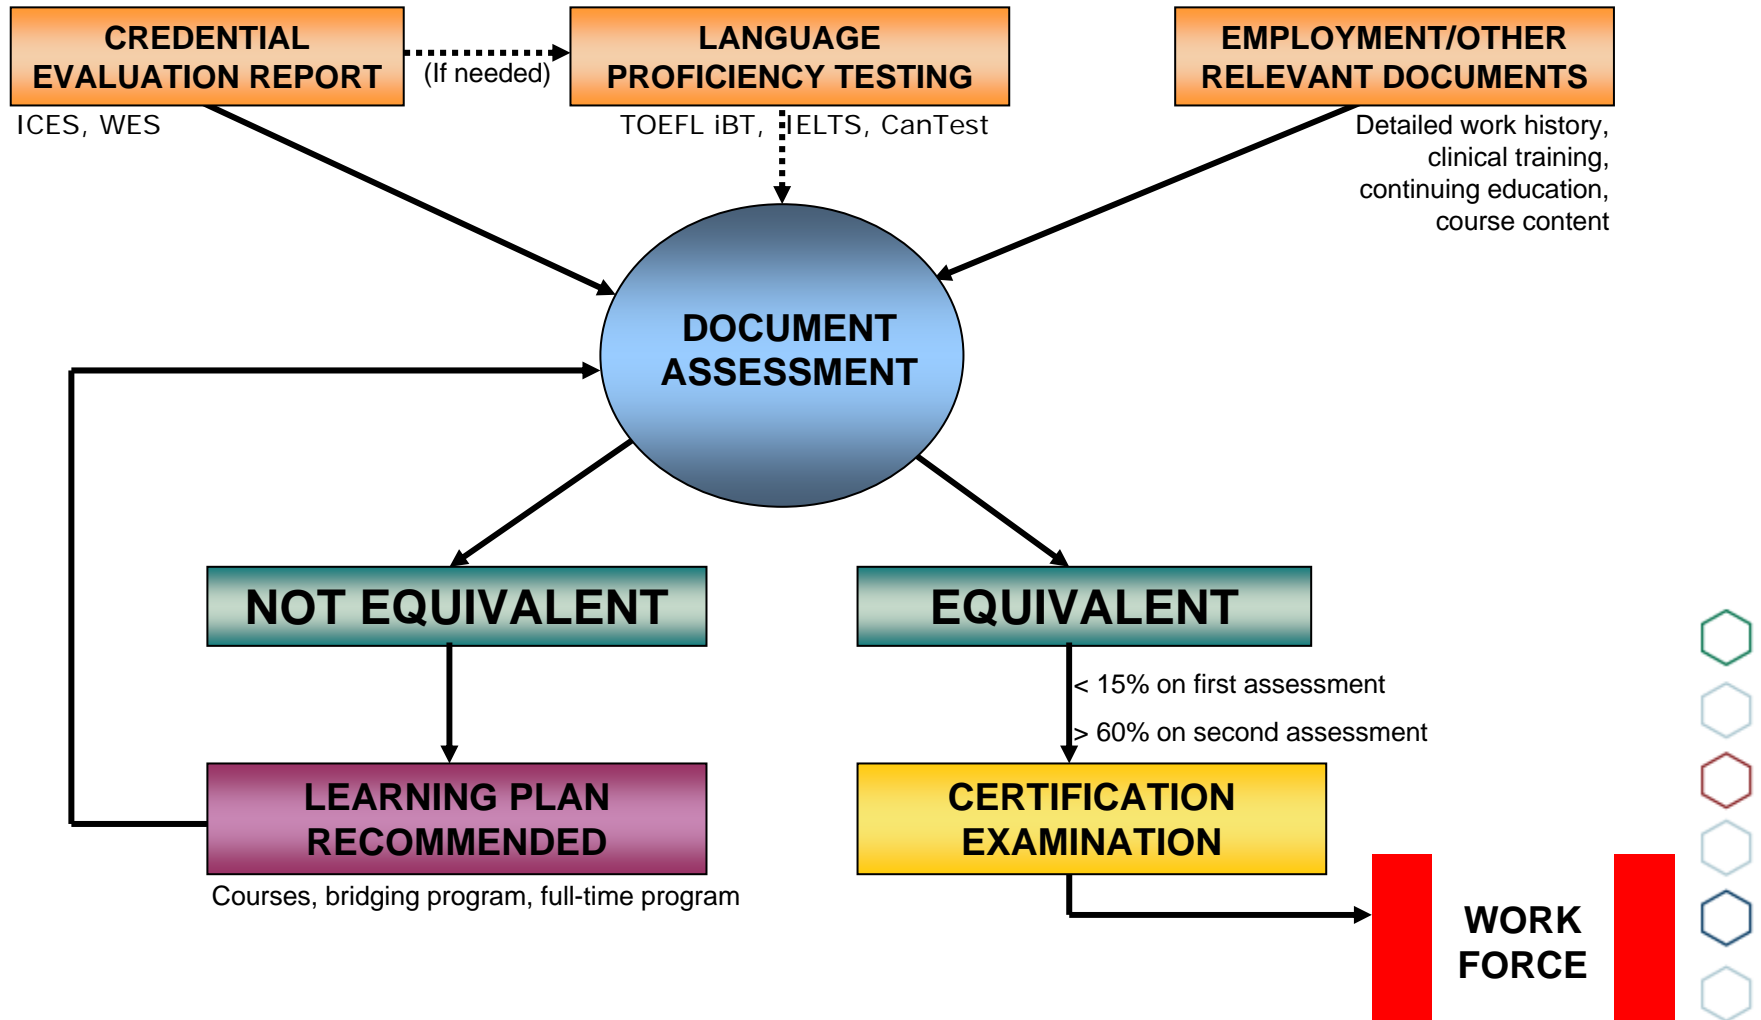 CREDENTIAL
EVALUATION REPORT
(If needed)
LANGUAGE
PROFICIENCY TESTING
EMPLOYMENT/OTHER
RELEVANT DOCUMENTS
ICES, WES
TOEFL iBT, IELTS, CanTest
Detailed work history,
clinical training,
continuing education,
course content
DOCUMENT
ASSESSMENT
NOT EQUIVALENT
EQUIVALENT
< 15% on first assessment
> 60% on second assessment
LEARNING PLAN
RECOMMENDED
CERTIFICATION
EXAMINATION
Courses, bridging program, full-time program
WORK
FORCE